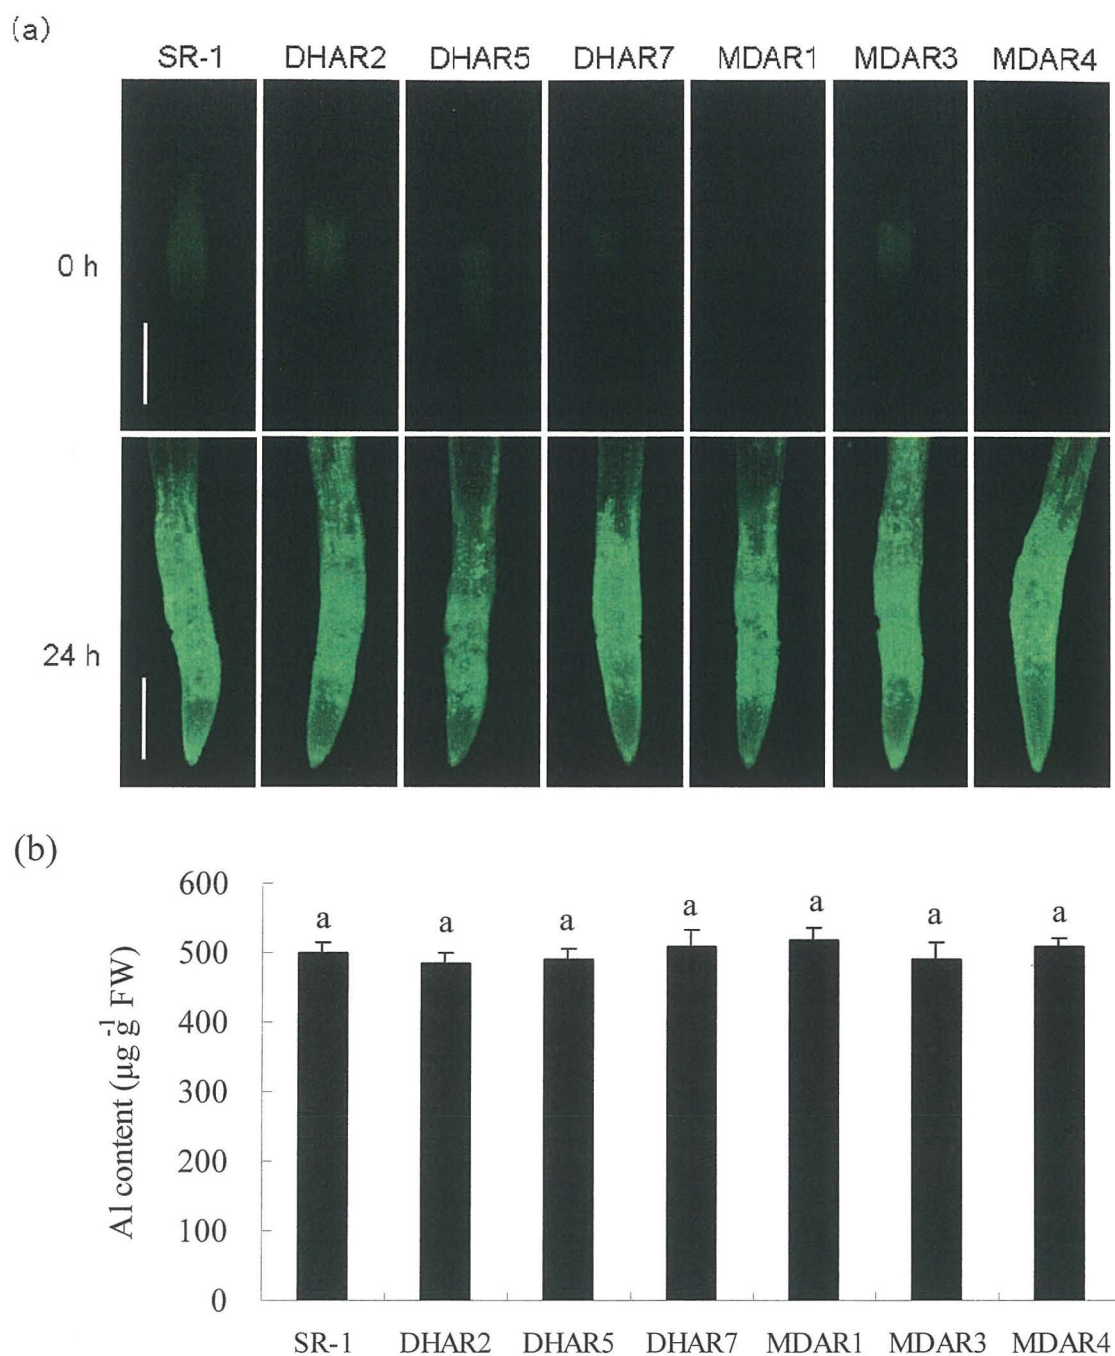 (a)
SR-1 DHAR2 DHAR5 DHAR7 MDAR1 MDAR3 MDAR4
0 h
24 h
(b)
600
500
400
300
200
100
0
Al content (µg g-1 FW)
a a a a a a a
SR-1 DHAR2 DHAR5 DHAR7 MDAR1 MDAR3 MDAR4